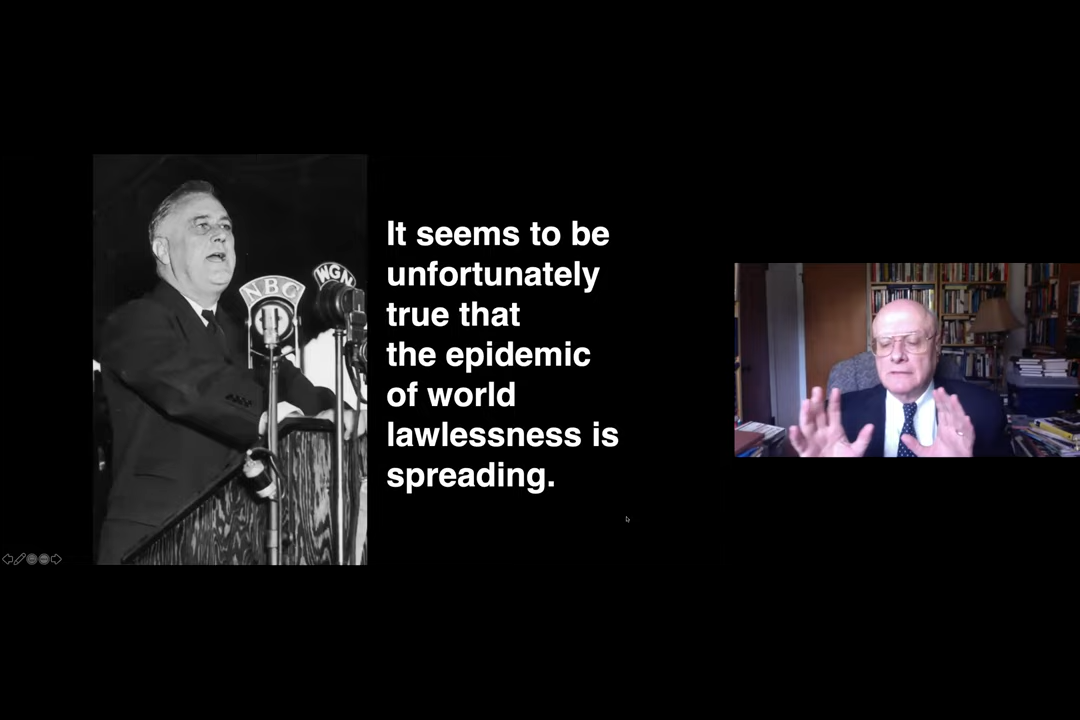 NBC
WGN
It seems to be
unfortunately
true that
the epidemic
of world
lawlessness is
spreading.